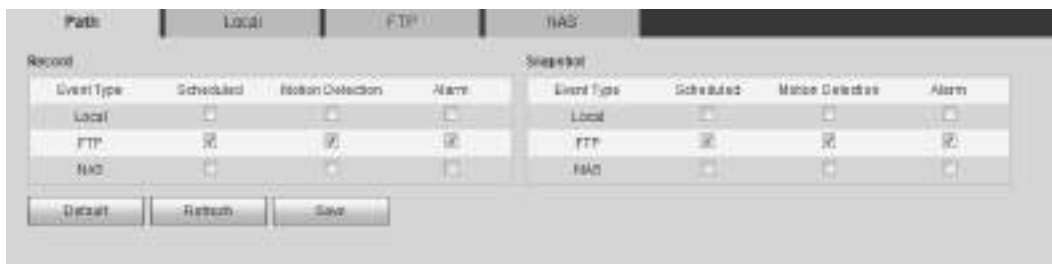 Path Local FTP NAS
Record
Event Type Scheduled Motion Detection Alarm
Local
FTP
NAS
Snapshot
Event Type Scheduled Motion Detection Alarm
Local
FTP
NAS
Default Refresh Save